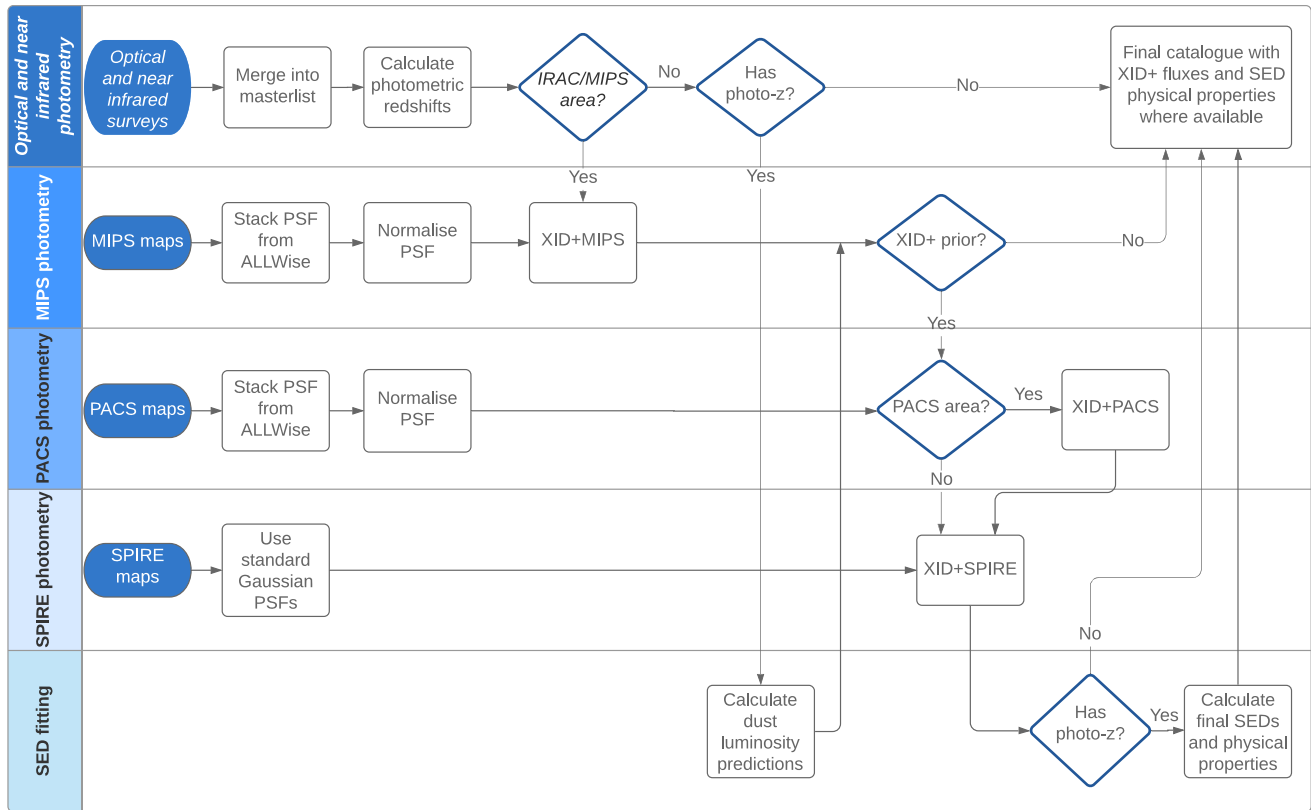 Optical and near
infrared
photometry
Optical
and near
infrared
surveys
Merge into
masterlist
Calculate
photometric
redshifts
IRAC/MIPS
area?
No
Has
photo-z?
No
Final catalogue with
XID+ fluxes and SED
physical properties
where available
Yes
Yes
MIPS photometry
MIPS maps
Stack PSF
from
ALLWise
Normalise
PSF
XID+MIPS
XID+ prior?
No
Yes
PACS photometry
PACS maps
Stack PSF
from
ALLWise
Normalise
PSF
PACS area?
Yes
XID+PACS
No
SPIRE photometry
SPIRE
maps
Use
standard
Gaussian
PSFs
XID+SPIRE
No
SED fitting
Calculate
dust
luminosity
predictions
Has
photo-z?
Yes
Calculate
final SEDs
and physical
properties